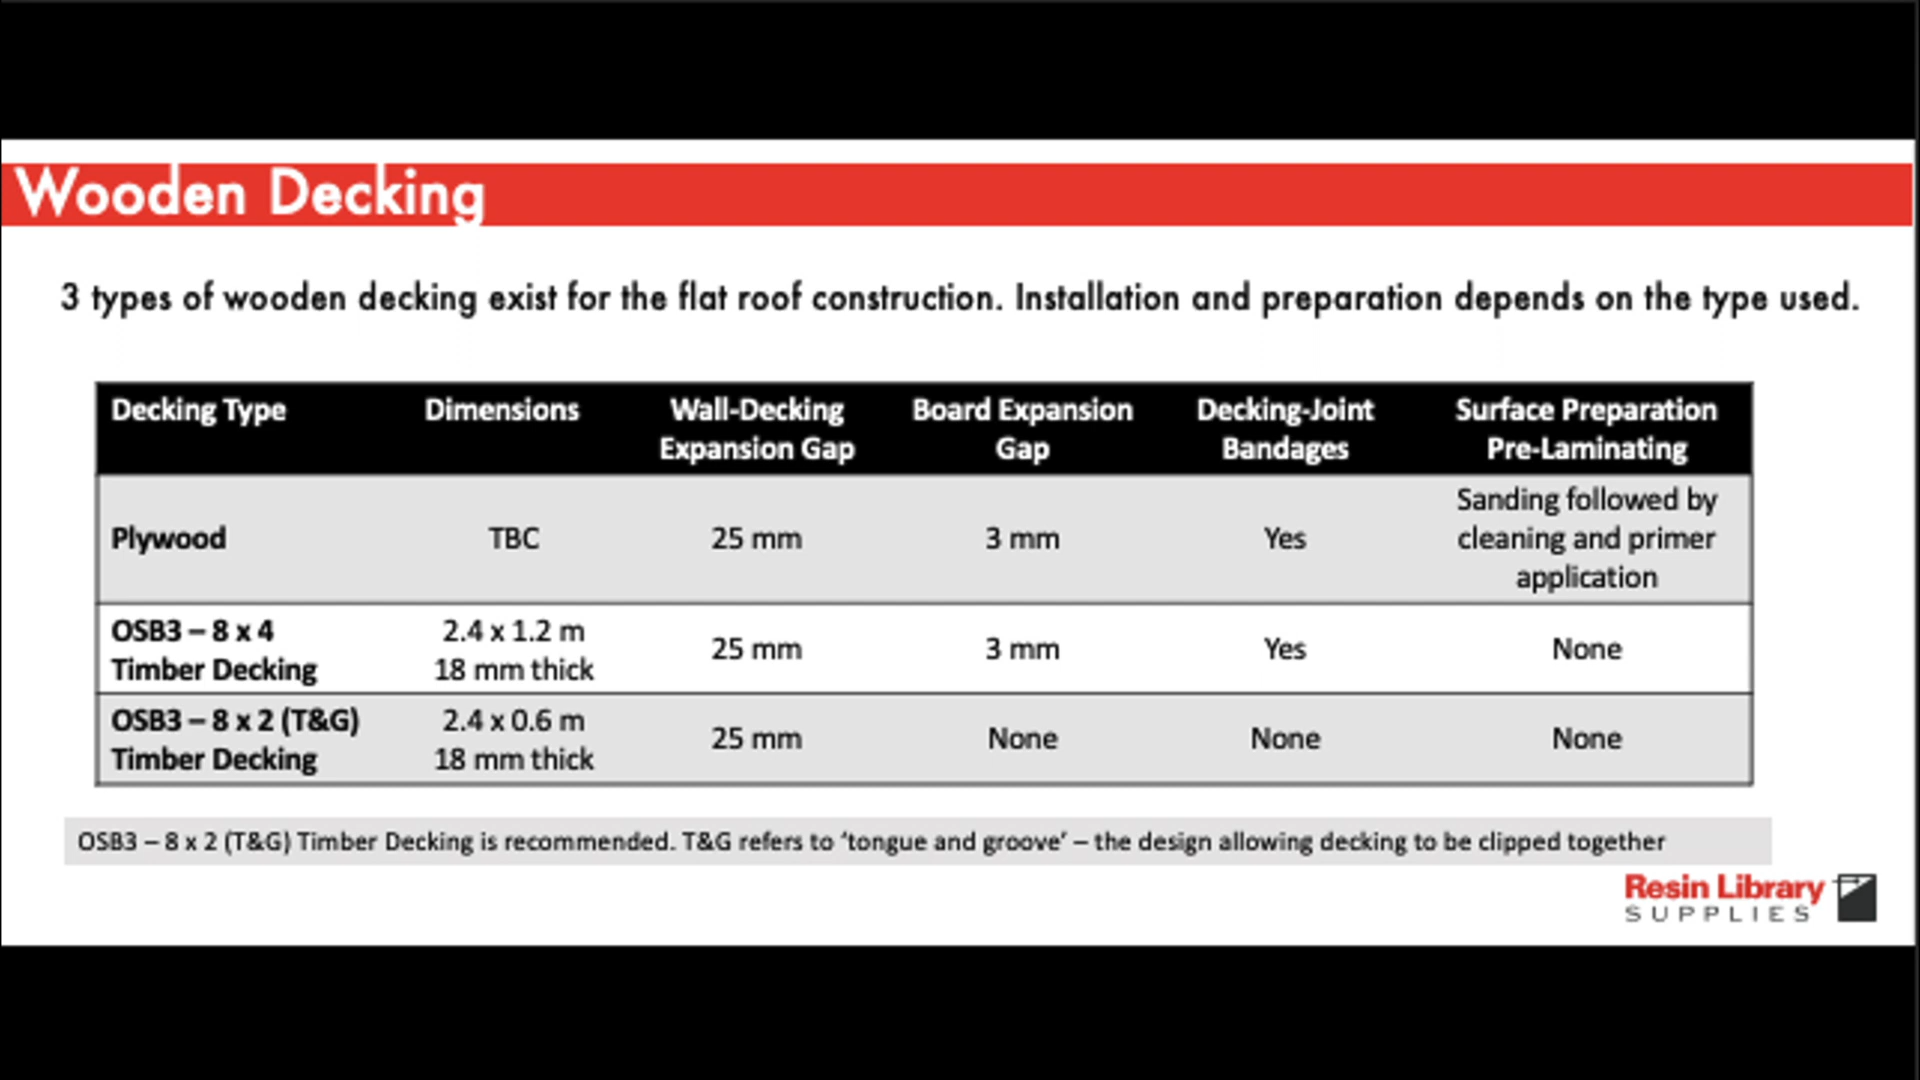 Wooden Decking
3 types of wooden decking exist for the flat roof construction. Installation and preparation depends on the type used.
Decking Type Dimensions Wall-Decking Expansion Gap Board Expansion Gap Decking-Joint Bandages Surface Preparation Pre-Laminating
Plywood TBC 25 mm 3 mm Yes Sanding followed by cleaning and primer application
OSB3 – 8 x 4 Timber Decking 2.4 x 1.2 m 18 mm thick 25 mm 3 mm Yes None
OSB3 – 8 x 2 (T&G) Timber Decking 2.4 x 0.6 m 18 mm thick 25 mm None None None
OSB3 – 8 x 2 (T&G) Timber Decking is recommended. T&G refers to ‘tongue and groove’ – the design allowing decking to be clipped together
Resin Library
SUPPLIES